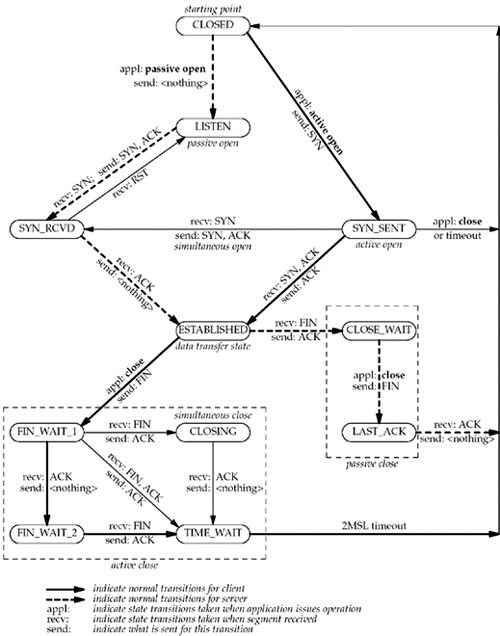 starting point
CLOSED
appl: passive open
send: <nothing>
appl: active open
send: SYN
LISTEN
passive open
recv: SYN; send: SYN, ACK
recv: RST
SYN_RCVD
recv: SYN
send: SYN, ACK
simultaneous open
SYN_SENT
active open
appl: close
or timeout
recv: ACK
send: <nothing>
recv: SYN, ACK
send: ACK
ESTABLISHED
data transfer state
recv: FIN
send: ACK
CLOSE_WAIT
appl: close
send: FIN
appl: close
send: FIN
LAST_ACK
passive close
recv: ACK
send: <nothing>
simultaneous close
FIN_WAIT_1
recv: FIN
send: ACK
CLOSING
recv: ACK
send: <nothing>
recv: FIN, ACK
send: ACK
recv: ACK
send: <nothing>
FIN_WAIT_2
recv: FIN
send: ACK
TIME_WAIT
2MSL timeout
active close
indicate normal transitions for client
indicate normal transitions for server
appl: indicate state transitions taken when application issues operation
recv: indicate state transitions taken when segment received
send: indicate what is sent for this transition